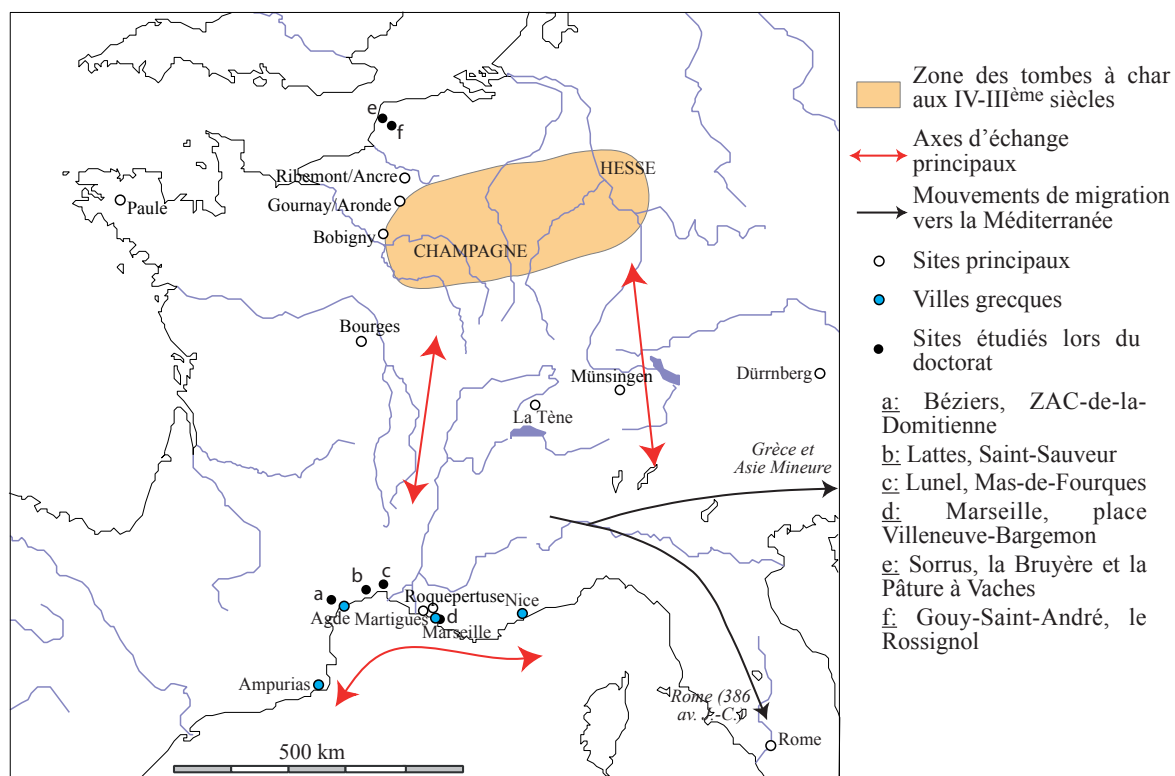 e
f
Ribemont/Ancre
HESSE
Paule
Gournay/Aronde
Bobigny
CHAMPAGNE
Bourges
Münsingen
Dürrnberg
La Tène
Grèce et
Asie Mineure
c
b
a
Roquepertuse
Nice
Agde
Martigues
d
Marseille
Ampurias
Rome (386
av. J.-C.)
Rome
500 km
Zone des tombes à char
aux IV-IIIème siècles
Axes d'échange
principaux
Mouvements de migration
vers la Méditerranée
Sites principaux
Villes grecques
Sites étudiés lors du
doctorat
a: Béziers, ZAC-de-la-
Domitienne
b: Lattes, Saint-Sauveur
c: Lunel, Mas-de-Fourques
d: Marseille, place
Villeneuve-Bargemon
e: Sorrus, la Bruyère et la
Pâture à Vaches
f: Gouy-Saint-André, le
Rossignol